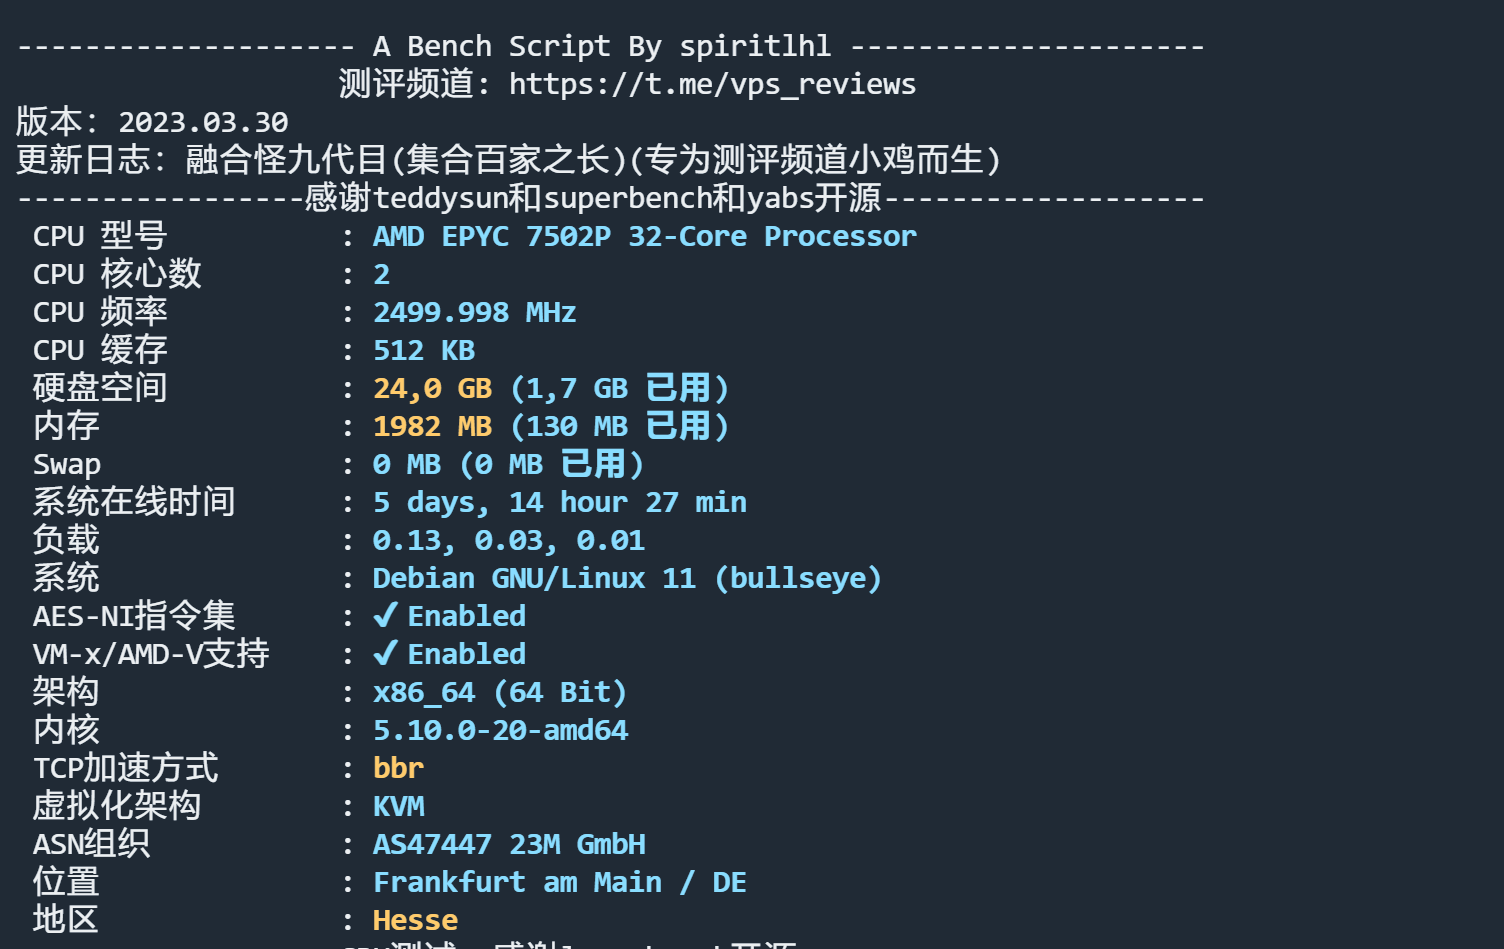 -------------------- A Bench Script By spiritlhl ---------------------
测评频道: https://t.me/vps_reviews
版本: 2023.03.30
更新日志: 融合怪九代目(集合百家之长)(专为测评频道小鸡而生)
-----------------感谢teddysun和superbench和yabs开源-------------------
CPU 型号 : AMD EPYC 7502P 32-Core Processor
CPU 核心数 : 2
CPU 频率 : 2499.998 MHz
CPU 缓存 : 512 KB
硬盘空间 : 24,0 GB (1,7 GB 已用)
内存 : 1982 MB (130 MB 已用)
Swap : 0 MB (0 MB 已用)
系统在线时间 : 5 days, 14 hour 27 min
负载 : 0.13, 0.03, 0.01
系统 : Debian GNU/Linux 11 (bullseye)
AES-NI指令集 : ✔ Enabled
VM-x/AMD-V支持 : ✔ Enabled
架构 : x86_64 (64 Bit)
内核 : 5.10.0-20-amd64
TCP加速方式 : bbr
虚拟化架构 : KVM
ASN组织 : AS47447 23M GmbH
位置 : Frankfurt am Main / DE
地区 : Hesse